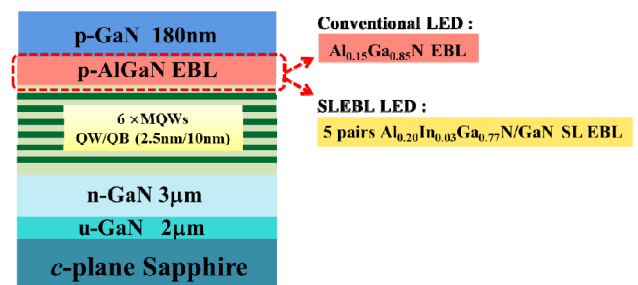 p-GaN 180nm
p-AlGaN EBL
6 ×MQWs
QW/QB (2.5nm/10nm)
n-GaN 3μm
u-GaN 2μm
c-plane Sapphire
Conventional LED :
Al0.15Ga0.85N EBL
SLEBL LED :
5 pairs Al0.20In0.03Ga0.77N/GaN SL EBL